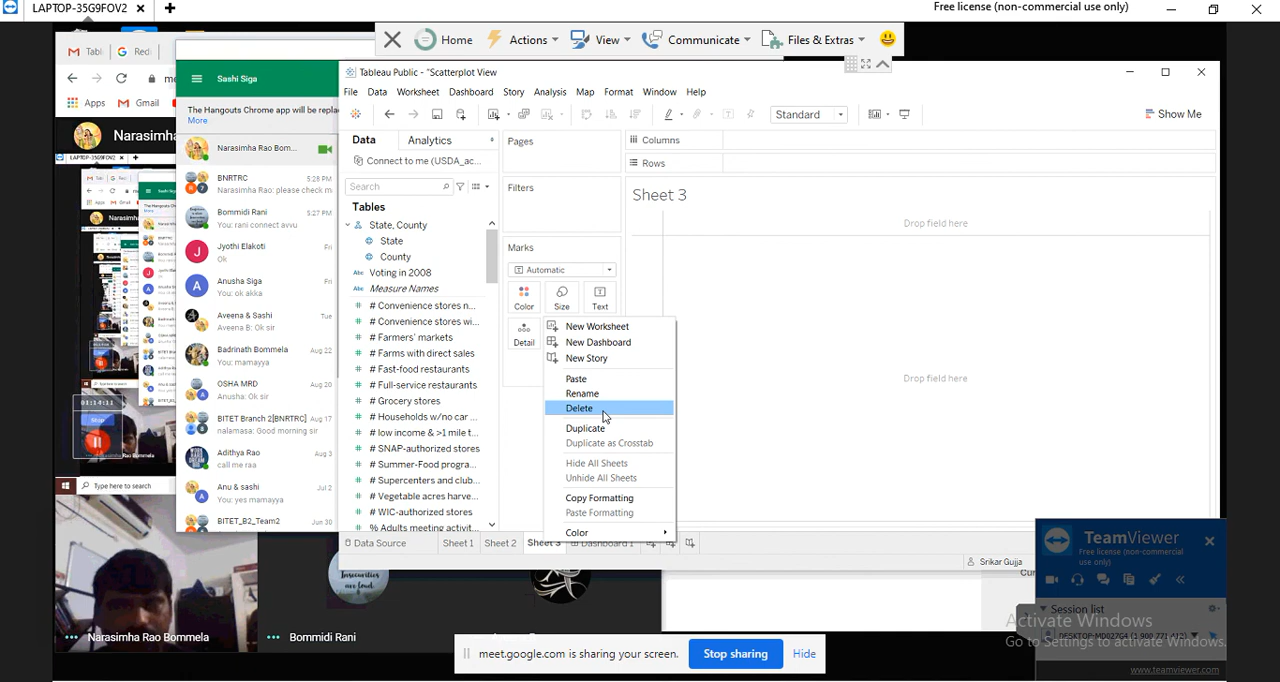 LAPTOP-35G9FOV2
Free license (non-commercial use only)
Home
Actions
View
Communicate
Files & Extras
Tabl
Red
me
Apps
Gmail
Narasimha
Type here to search
Narasimha Rao Bommela
Bommidi Rani
Sashi Siga
The Hangouts Chrome app will be repla
More
Narasimha Rao Bom...
BNRTRC
5:28 PM
Narasimha Rao: please check m
Bommidi Rani
5:27 PM
You: rani connect avvu
Jyothi Elakoti
Fri
Ok
Anusha Siga
Fri
You: ok akka
Aveena & Sashi
Tue
Aveena B: Ok sir
Badrinath Bommela
Aug 22
You: mamayya
OSHA MRD
Aug 20
Anusha: Ok sir
BITET Branch 2[BNRTRC]
Aug 17
nalamasa: Good morning sir
Adithya Rao
Aug 3
call me raa
Anu & sashi
Jul 2
You: yes mamayya
BITET_B2_Team2
Jun 30
Tableau Public - "Scatterplot View
File Data Worksheet Dashboard Story Analysis Map Format Window Help
Standard
Show Me
Data
Analytics
Connect to me (USDA_ac...
Search
Tables
State, County
State
County
Abc Voting in 2008
Abc Measure Names
# # Convenience stores n...
# # Convenience stores wi...
# # Farmers' markets
# # Farms with direct sales
# # Fast-food restaurants
# # Full-service restaurants
# # Grocery stores
# # Households w/no car ...
# # low income & >1 mile t...
# # SNAP-authorized stores
# # Summer-Food progra...
# # Supercenters and club...
# # Vegetable acres harve...
# # WIC-authorized stores
# % Adults meeting activit...
Pages
Filters
Marks
Automatic
Color
Size
Text
Detail
Columns
Rows
Sheet 3
Drop field here
Drop field here
New Worksheet
New Dashboard
New Story
Paste
Rename
Delete
Duplicate
Duplicate as Crosstab
Hide All Sheets
Unhide All Sheets
Copy Formatting
Paste Formatting
Color
Data Source
Sheet 1
Sheet 2
Sheet 3
Dashboard 1
Srikar Gujja
01:14:11
Stop
TeamViewer
Free license (non-commercial
use only)
Session list
Activate Windows
Go to Settings to activate Windows.
www.teamviewer.com
meet.google.com is sharing your screen.
Stop sharing
Hide